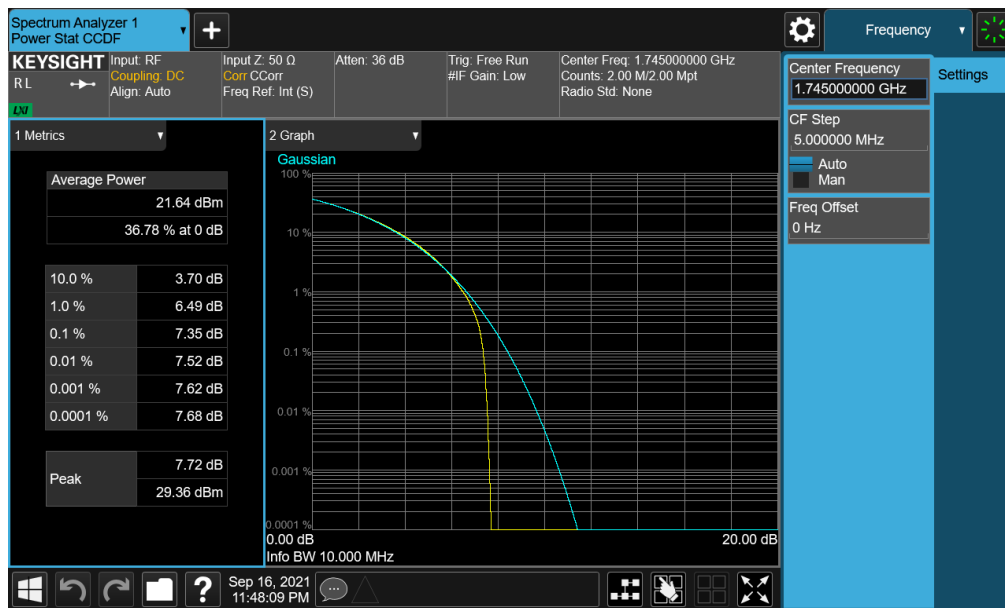 Spectrum Analyzer 1
Power Stat CCDF
+
Frequency
KEYSIGHT
R L
LXI
Input: RF
Coupling: DC
Align: Auto
Input Z: 50 Ω
Corr CCorr
Freq Ref: Int (S)
Atten: 36 dB
Trig: Free Run
#IF Gain: Low
Center Freq: 1.745000000 GHz
Counts: 2.00 M/2.00 Mpt
Radio Std: None
Center Frequency
1.745000000 GHz
Settings
CF Step
5.000000 MHz
Auto
Man
Freq Offset
0 Hz
1 Metrics
Average Power
21.64 dBm
36.78 % at 0 dB
10.0 % 3.70 dB
1.0 % 6.49 dB
0.1 % 7.35 dB
0.01 % 7.52 dB
0.001 % 7.62 dB
0.0001 % 7.68 dB
Peak
7.72 dB
29.36 dBm
2 Graph
Gaussian
100 %
10 %
1 %
0.1 %
0.01 %
0.001 %
0.0001 %
0.00 dB
20.00 dB
Info BW 10.000 MHz
?
Sep 16, 2021
11:48:09 PM